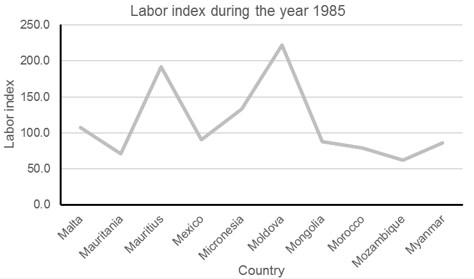 Labor index during the year 1985
Labor index
250.0
200.0
150.0
100.0
50.0
0.0
Malta
Mauritania
Mauritius
Mexico
Micronesia
Moldova
Mongolia
Morocco
Mozambique
Myanmar
Country